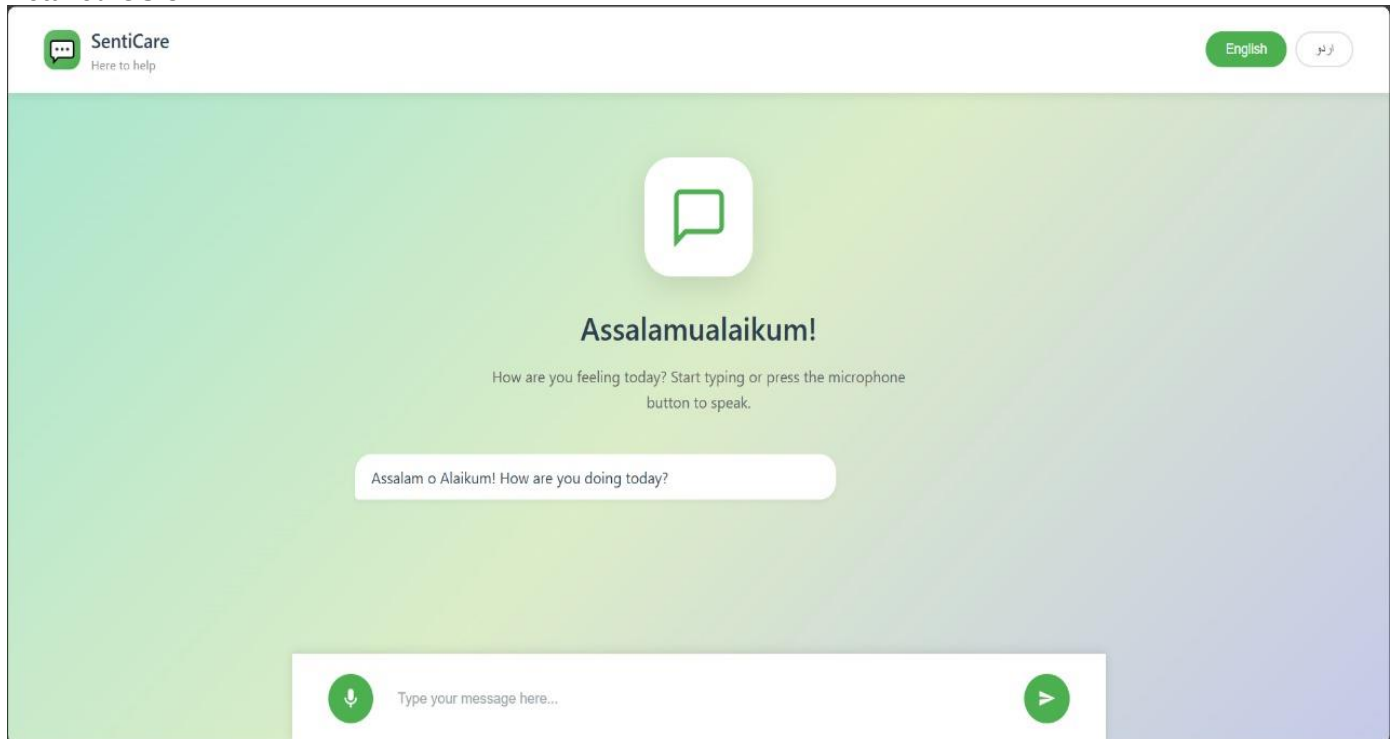 SentiCare
Here to help
English
اردو
Assalamualaikum!
How are you feeling today? Start typing or press the microphone
button to speak.
Assalam o Alaikum! How are you doing today?
Type your message here...